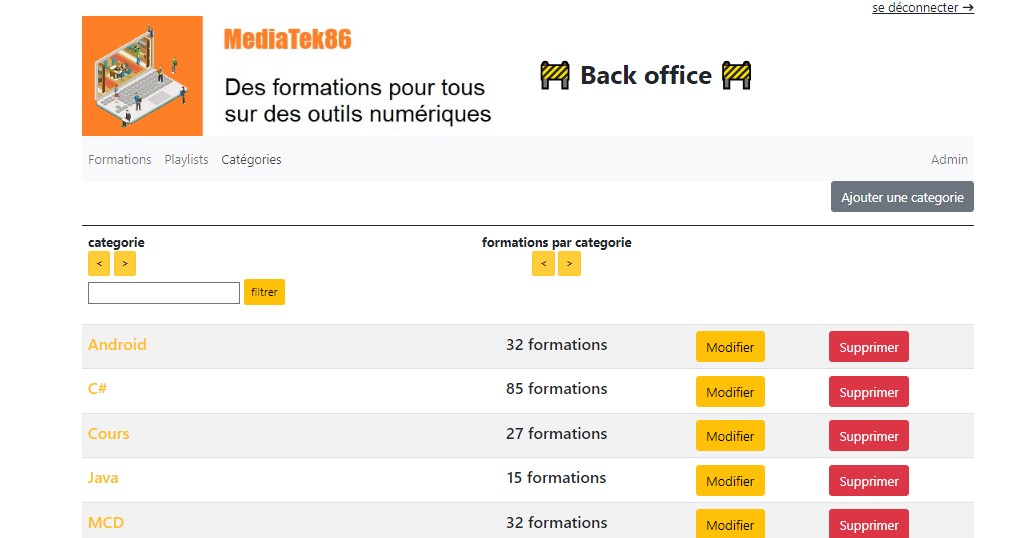 se déconnecter →
MediaTek86
Des formations pour tous
sur des outils numériques
🚧 Back office 🚧
Formations Playlists Catégories Admin
Ajouter une categorie
categorie formations par categorie
< > < >
filtrer
Android 32 formations Modifier Supprimer
C# 85 formations Modifier Supprimer
Cours 27 formations Modifier Supprimer
Java 15 formations Modifier Supprimer
MCD 32 formations Modifier Supprimer